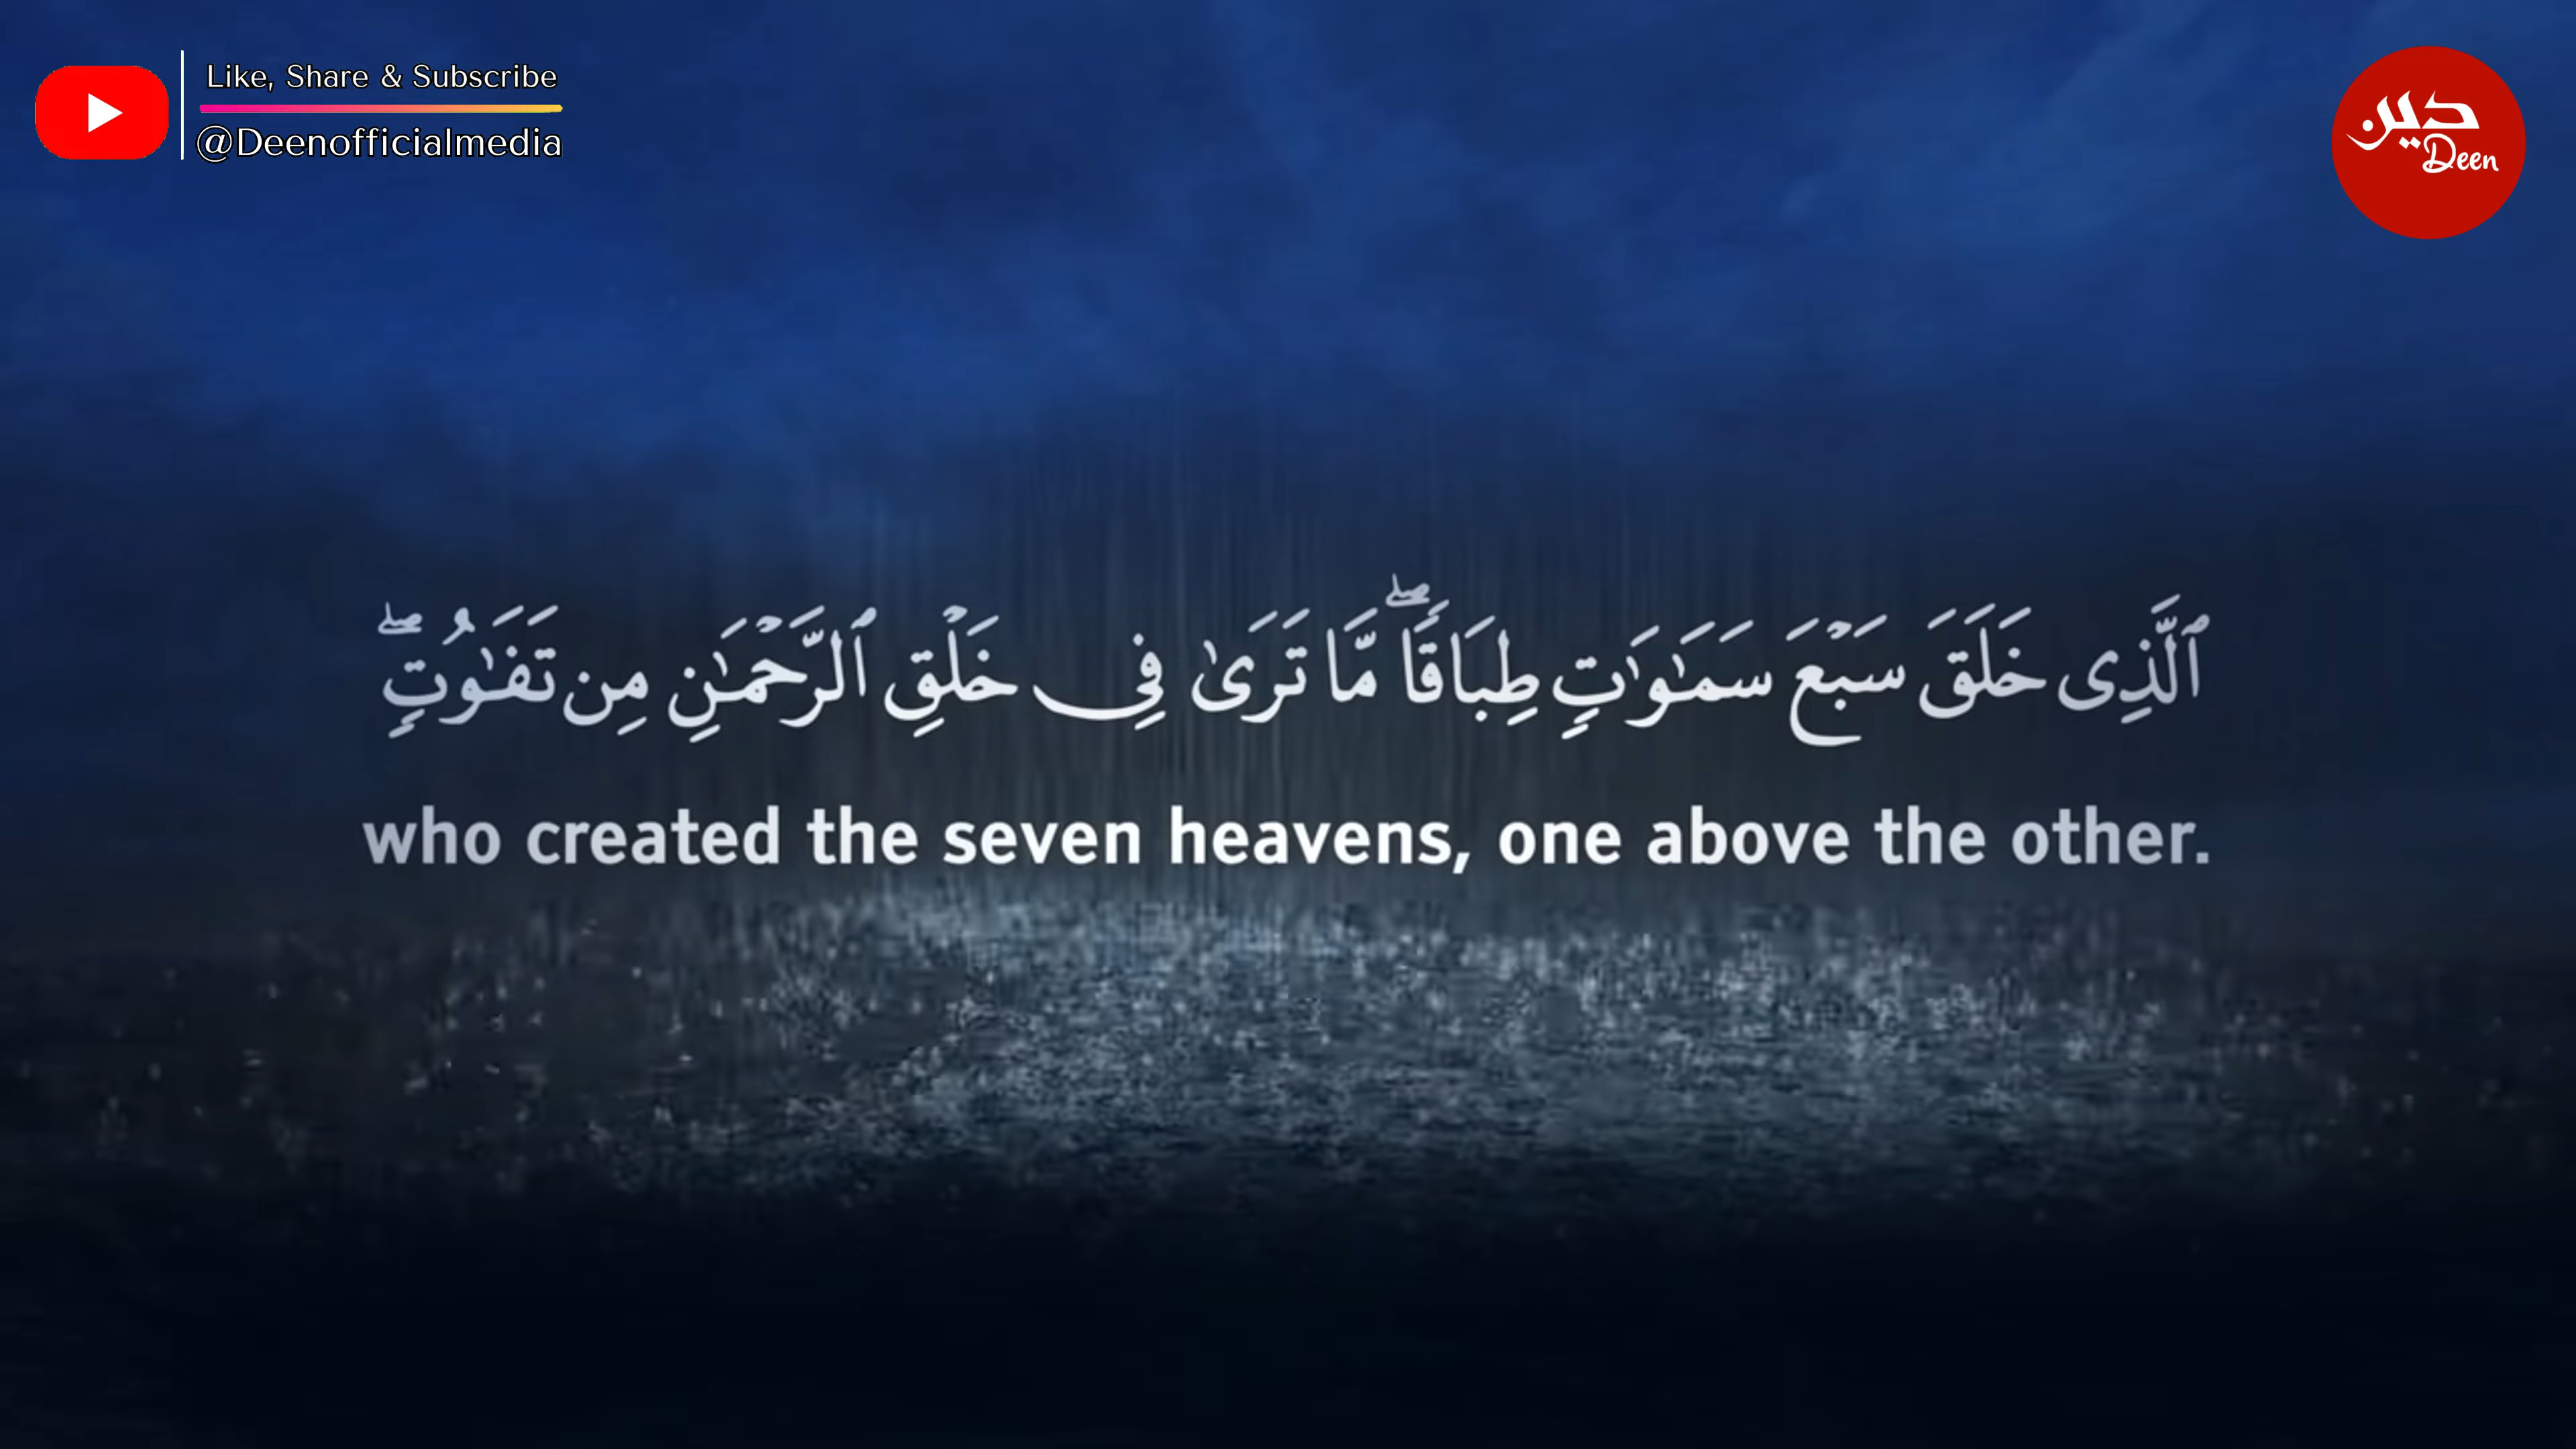 Like, Share & Subscribe
@Deenofficialmedia
دين
Deen
ٱلَّذِى خَلَقَ سَبْعَ سَمَٰوَٰتٍ طِبَاقًا ۖ مَّا تَرَىٰ فِى خَلْقِ ٱلرَّحْمَٰنِ مِن تَفَٰوُتٍ ۖ
who created the seven heavens, one above the other.